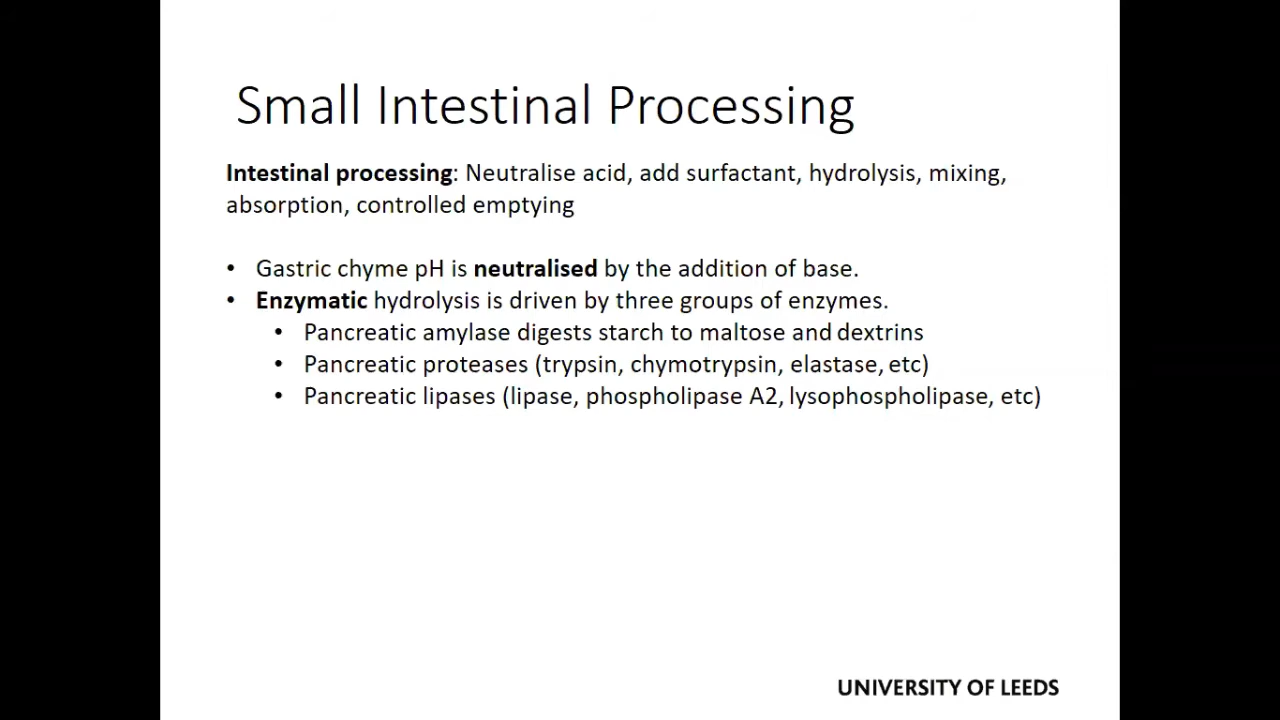 Small Intestinal Processing
Intestinal processing: Neutralise acid, add surfactant, hydrolysis, mixing,
absorption, controlled emptying
• Gastric chyme pH is neutralised by the addition of base.
• Enzymatic hydrolysis is driven by three groups of enzymes.
• Pancreatic amylase digests starch to maltose and dextrins
• Pancreatic proteases (trypsin, chymotrypsin, elastase, etc)
• Pancreatic lipases (lipase, phospholipase A2, lysophospholipase, etc)
UNIVERSITY OF LEEDS